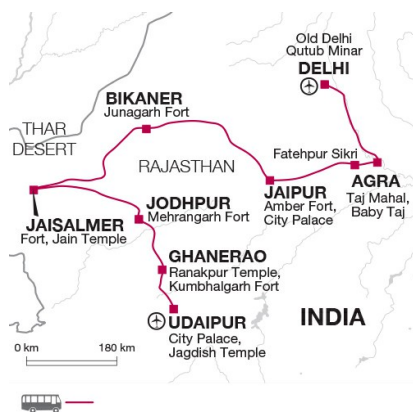 Old Delhi
Qutub Minar
DELHI
BIKANER
Junagarh Fort
THAR
DESERT
RAJASTHAN
Fatehpur Sikri
AGRA
Taj Mahal,
Baby Taj
JAIPUR
Amber Fort,
City Palace
JODHPUR
Mehrangarh Fort
JAISALMER
Fort, Jain Temple
GHANERAO
Ranakpur Temple,
Kumbhalgarh Fort
UDAIPUR
City Palace,
Jagdish Temple
INDIA
0 km 180 km